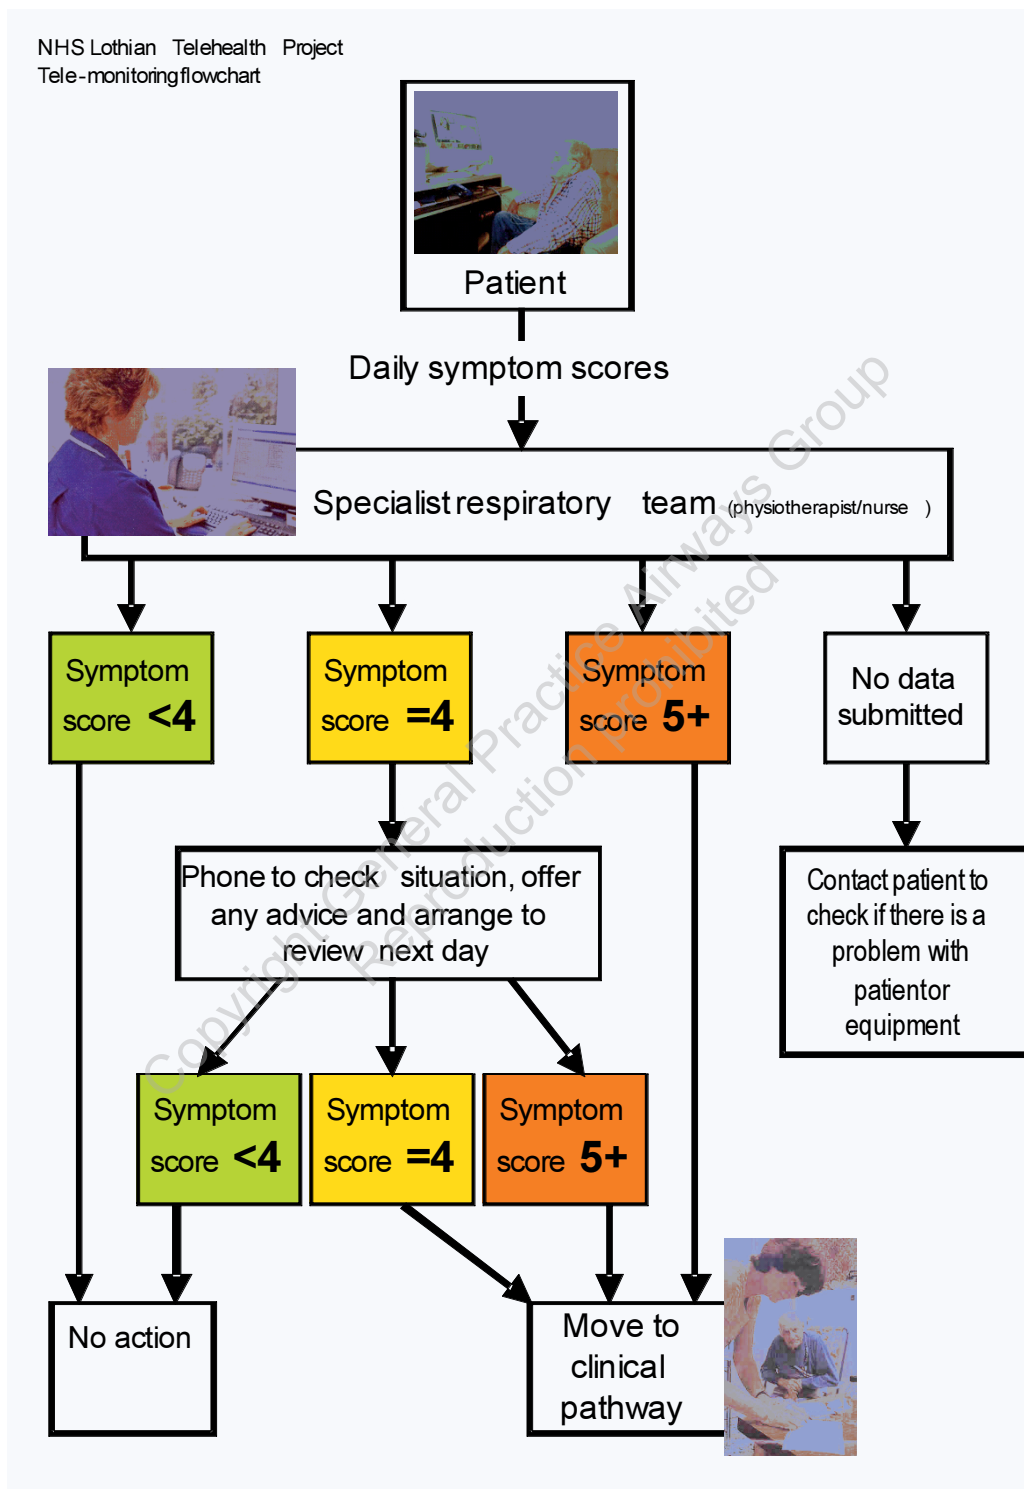 NHS Lothian Telehealth Project
Tele-monitoring flowchart
Patient
Daily symptom scores
Specialist respiratory team (physiotherapist/nurse )
Symptom
score <4
Symptom
score =4
Symptom
score 5+
No data
submitted
Phone to check situation, offer
any advice and arrange to
review next day
Contact patient to
check if there is a
problem with
patient or
equipment
Symptom
score <4
Symptom
score =4
Symptom
score 5+
No action
Move to
clinical
pathway
Copyright General Practice Airways Group
Reproduction prohibited